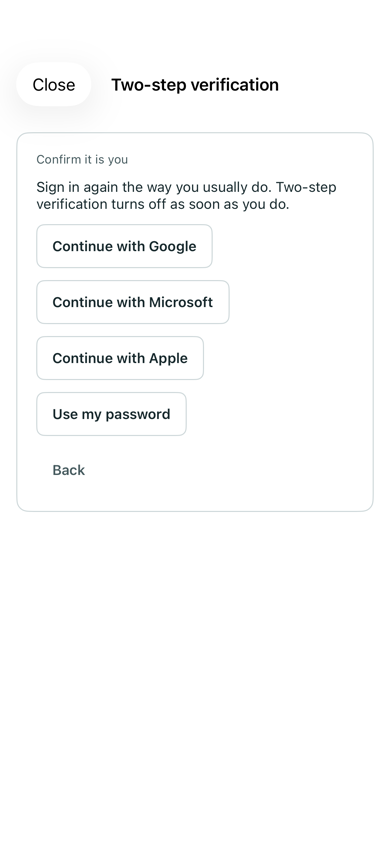 Close
Two-step verification
Confirm it is you
Sign in again the way you usually do. Two-step
verification turns off as soon as you do.
Continue with Google
Continue with Microsoft
Continue with Apple
Use my password
Back